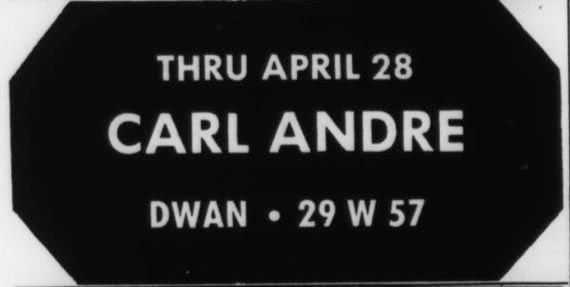 THRU APRIL 28
CARL ANDRE
DWAN • 29 W 57